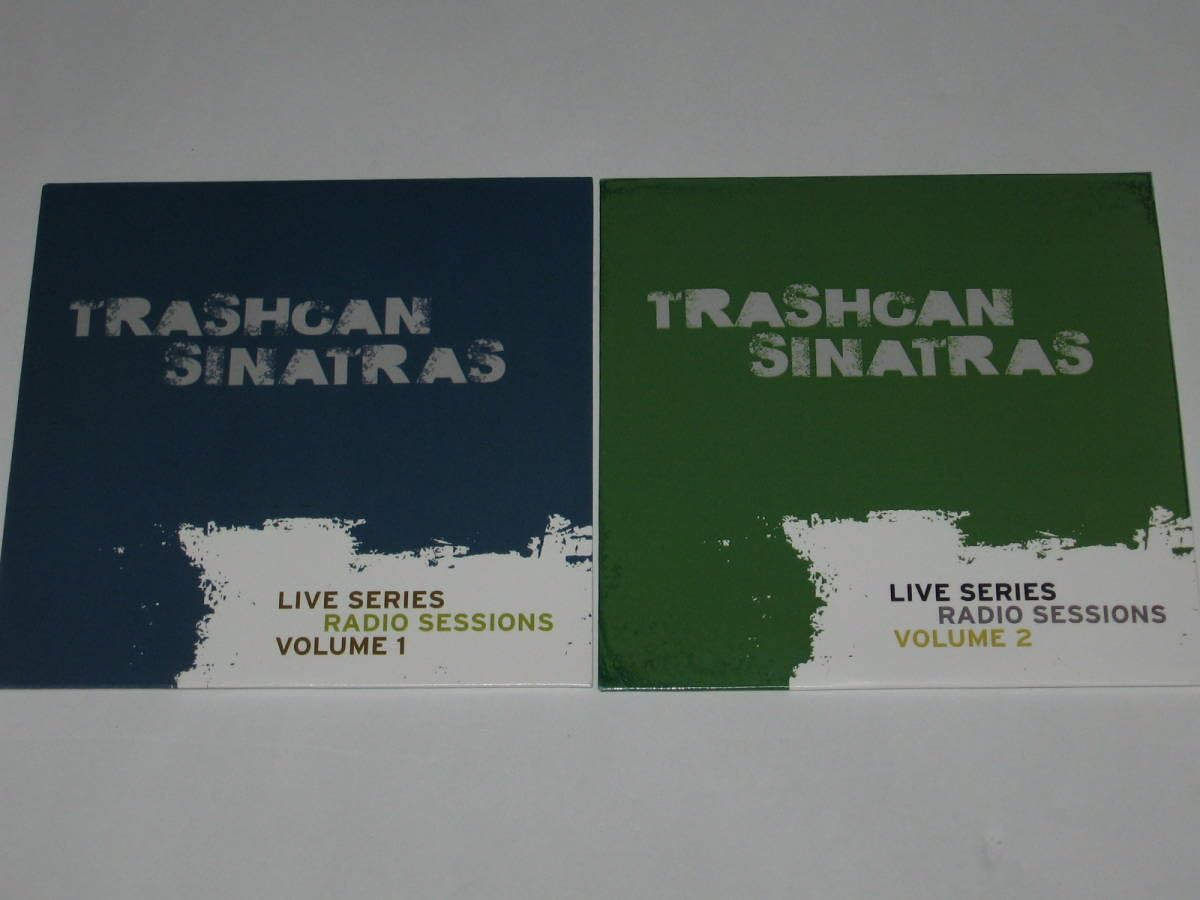 TRASHCAN
SINATRAS
LIVE SERIES
RADIO SESSIONS
VOLUME 1
TRASHCAN
SINATRAS
LIVE SERIES
RADIO SESSIONS
VOLUME 2